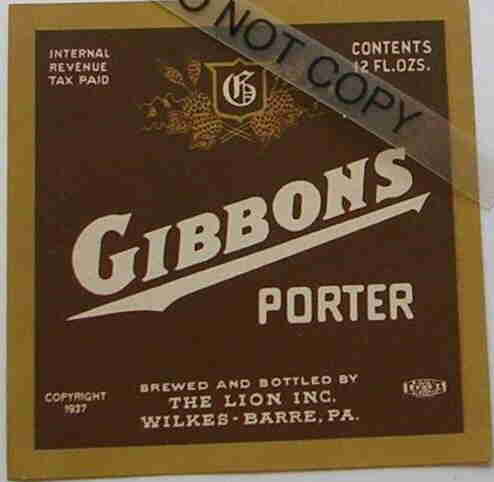 DO NOT COPY
INTERNAL
REVENUE
TAX PAID
CONTENTS
12 FL.OZS.
G
GIBBONS
PORTER
COPYRIGHT
1937
BREWED AND BOTTLED BY
THE LION INC.
WILKES-BARRE, PA.